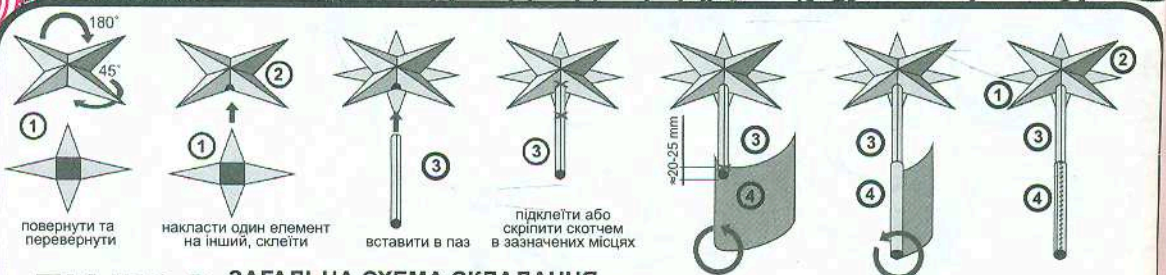 180°
45°
1
повернути та
перевернути
2
1
накласти один елемент
на інший, склеїти
3
вставити в паз
3
підклеїти або
скріпити скотчем
в зазначених місцях
≈20-25 mm
3
4
3
4
2
1
3
4
ЗАГАЛЬНА СХЕМА СКЛАДАННЯ